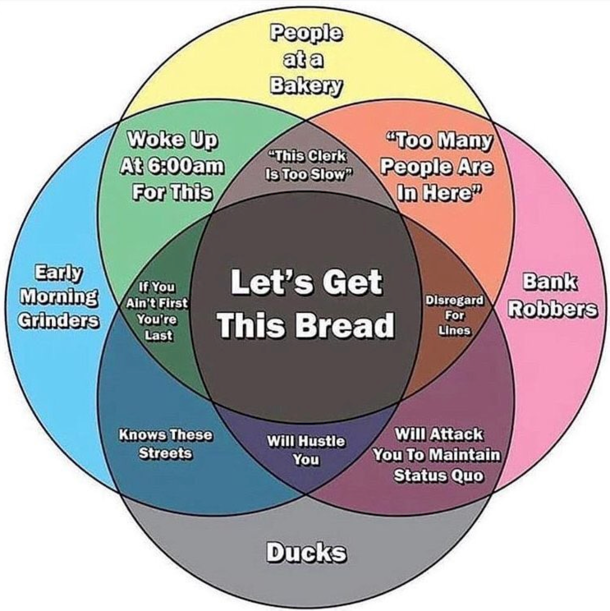 People
at a
Bakery
Woke Up
At 6:00am
For This
"This Clerk
Is Too Slow"
"Too Many
People Are
In Here"
Early
Morning
Grinders
If You
Ain't First
You're
Last
Let's Get
This Bread
Disregard
For
Lines
Bank
Robbers
Knows These
Streets
Will Hustle
You
Will Attack
You To Maintain
Status Quo
Ducks